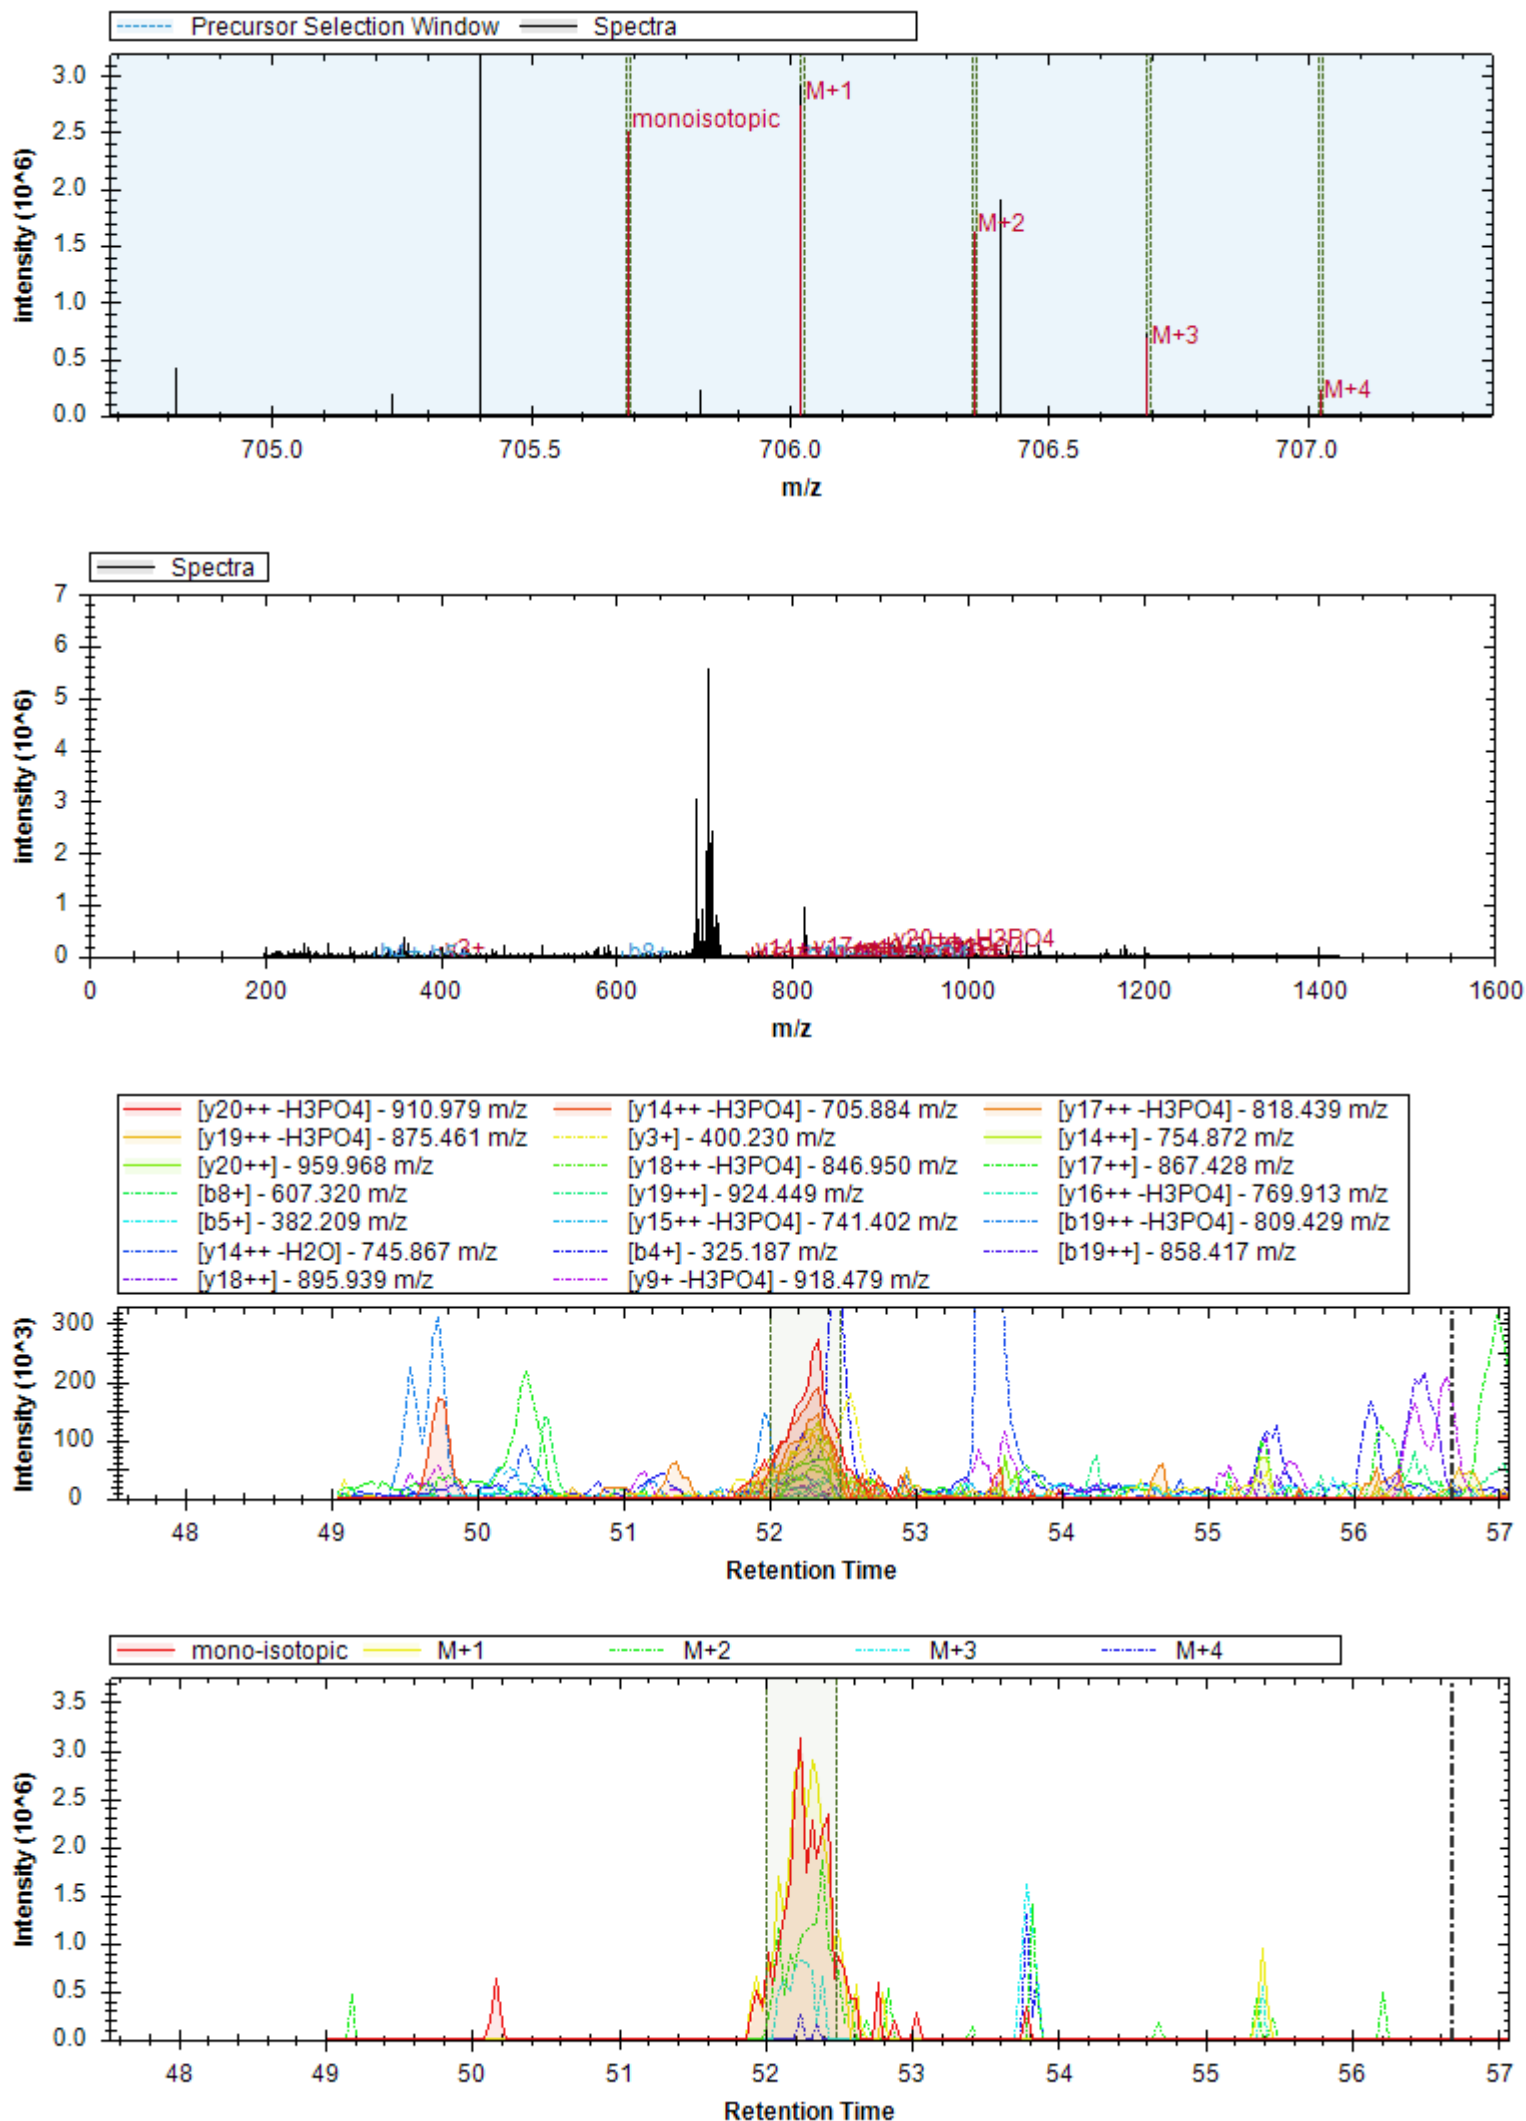 Precursor Selection Window Spectra
3.0
2.5
2.0
1.5
1.0
0.5
0.0
intensity (10^6)
monoisotopic
M+1
M+2
M+3
M+4
705.0 705.5 706.0 706.5 707.0
m/z
Spectra
7
6
5
4
3
2
1
0
intensity (10^6)
b8+
0 200 400 600 800 1000 1200 1400 1600
m/z
[y20++ -H3PO4] - 910.979 m/z [y14++ -H3PO4] - 705.884 m/z [y17++ -H3PO4] - 818.439 m/z
[y19++ -H3PO4] - 875.461 m/z [y3+] - 400.230 m/z [y14++] - 754.872 m/z
[y20++] - 959.968 m/z [y18++ -H3PO4] - 846.950 m/z [y17++] - 867.428 m/z
[b8+] - 607.320 m/z [y19++] - 924.449 m/z [y16++ -H3PO4] - 769.913 m/z
[b5+] - 382.209 m/z [y15++ -H3PO4] - 741.402 m/z [b19++ -H3PO4] - 809.429 m/z
[y14++ -H2O] - 745.867 m/z [b4+] - 325.187 m/z [b19++] - 858.417 m/z
[y18++] - 895.939 m/z [y9+ -H3PO4] - 918.479 m/z
300
200
100
0
Intensity (10^3)
48 49 50 51 52 53 54 55 56 57
Retention Time
mono-isotopic M+1 M+2 M+3 M+4
3.5
3.0
2.5
2.0
1.5
1.0
0.5
0.0
Intensity (10^6)
48 49 50 51 52 53 54 55 56 57
Retention Time